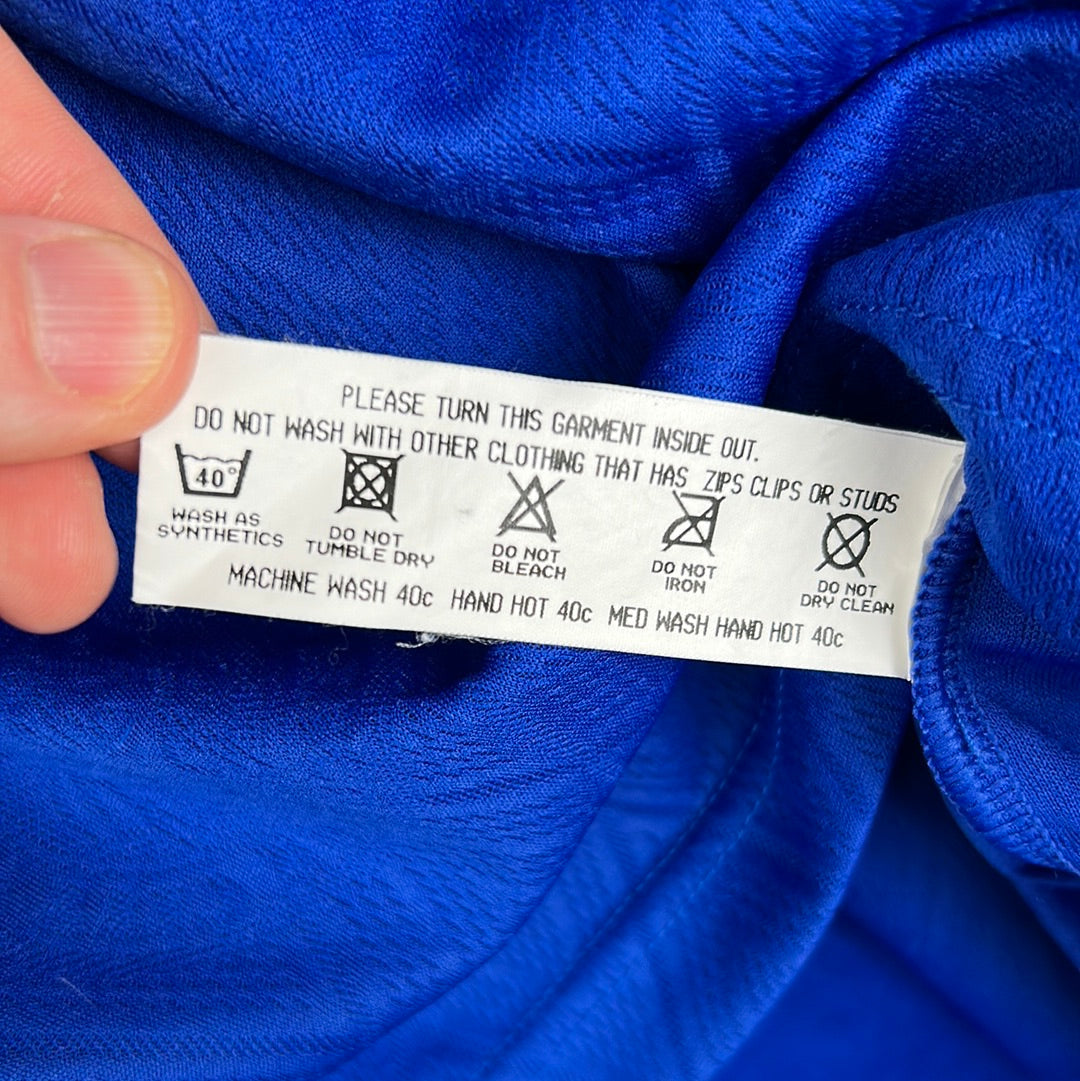 PLEASE TURN THIS GARMENT INSIDE OUT.
DO NOT WASH WITH OTHER CLOTHING THAT HAS ZIPS CLIPS OR STUDS
40°
WASH AS
SYNTHETICS
DO NOT
TUMBLE DRY
DO NOT
BLEACH
DO NOT
IRON
DO NOT
DRY CLEAN
MACHINE WASH 40c HAND HOT 40c MED WASH HAND HOT 40c